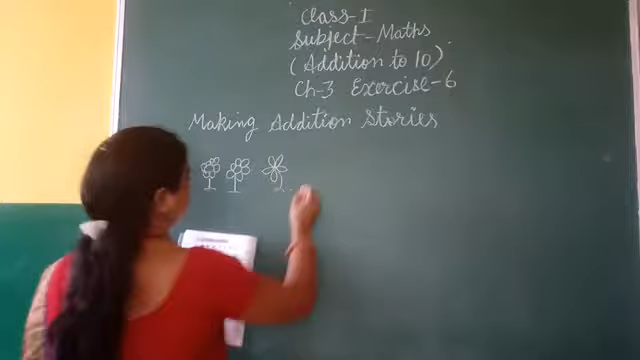 Class-I
Subject-Maths
(Addition to 10)
Ch-3 Exercise-6
Making Addition Stories